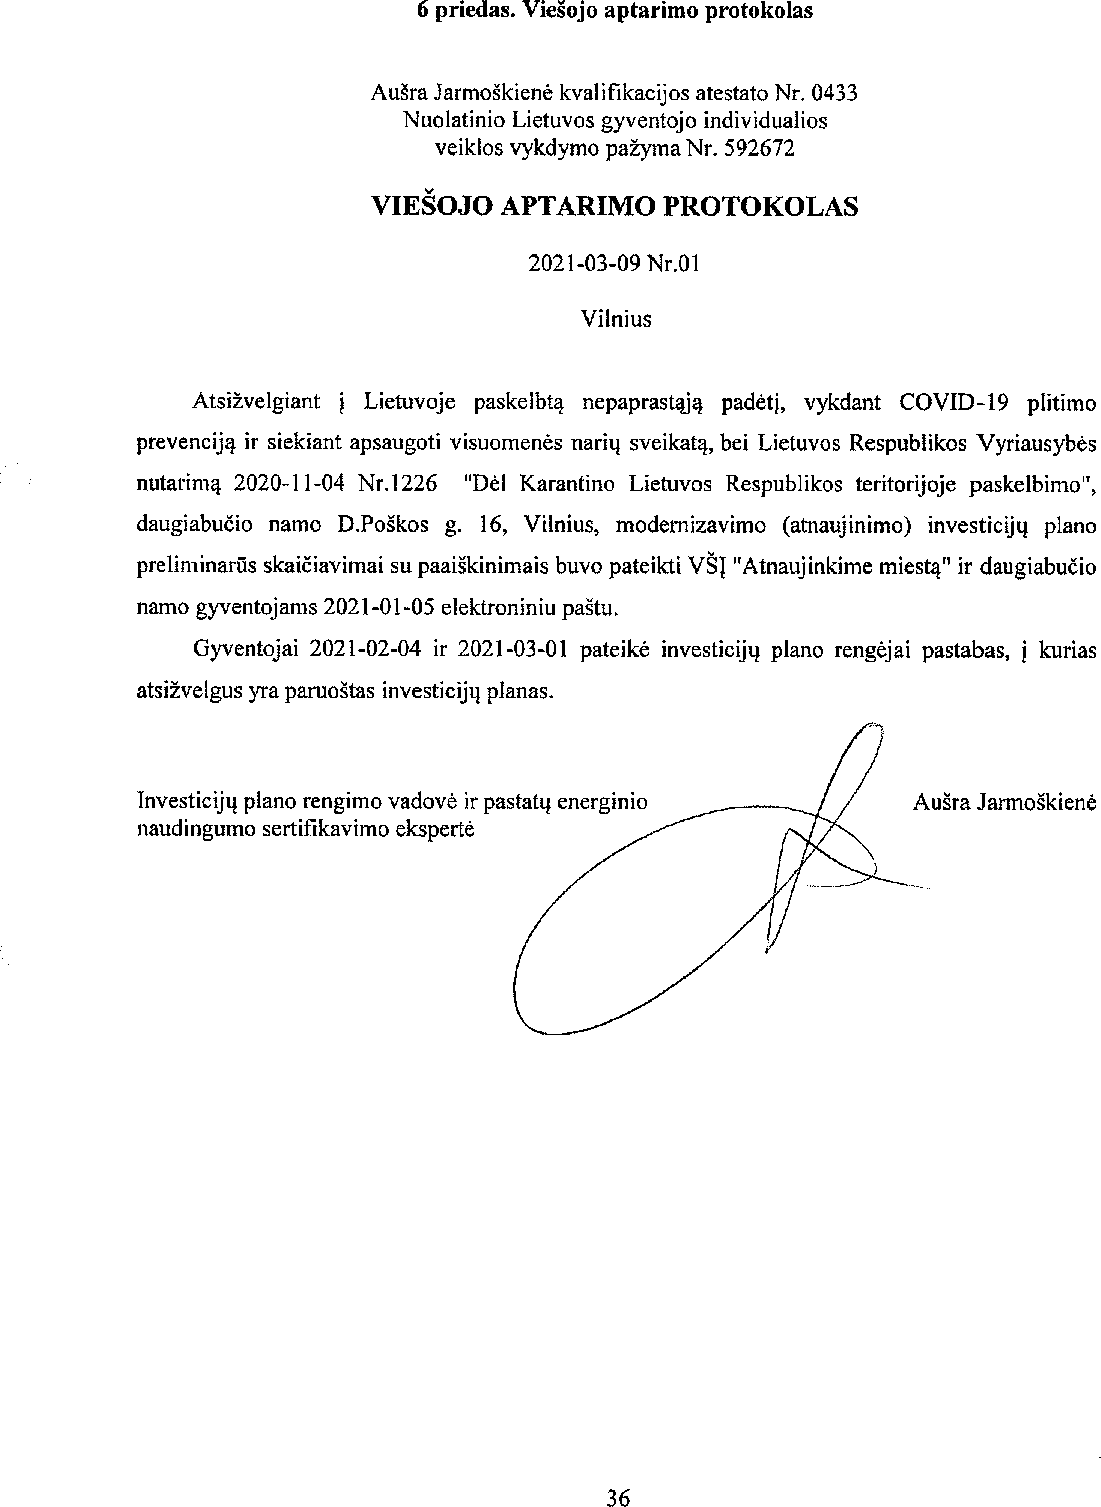 6 priedas. Viešojo aptarimo protokolas
Aušra Jarmoškienė kvalifikacijos atestato Nr. 0433
Nuolatinio Lietuvos gyventojo individualios
veiklos vykdymo pažyma Nr. 592672
VIEŠOJO APTARIMO PROTOKOLAS
2021-03-09 Nr.01
Vilnius
Atsižvelgiant į Lietuvoje paskelbtą nepaprastąją padėtį, vykdant COVID-19 plitimo
prevenciją ir siekiant apsaugoti visuomenės narių sveikatą, bei Lietuvos Respublikos Vyriausybės
nutarimą 2020-11-04 Nr.1226 "Dėl Karantino Lietuvos Respublikos teritorijoje paskelbimo",
daugiabučio namo D.Poškos g. 16, Vilnius, modernizavimo (atnaujinimo) investicijų plano
preliminarūs skaičiavimai su paaiškinimais buvo pateikti VŠĮ "Atnaujinkime miestą" ir daugiabučio
namo gyventojams 2021-01-05 elektroniniu paštu.
Gyventojai 2021-02-04 ir 2021-03-01 pateikė investicijų plano rengėjai pastabas, į kurias
atsižvelgus yra paruoštas investicijų planas.
Investicijų plano rengimo vadovė ir pastatų energinio
naudingumo sertifikavimo ekspertė
Aušra Jarmoškienė
36